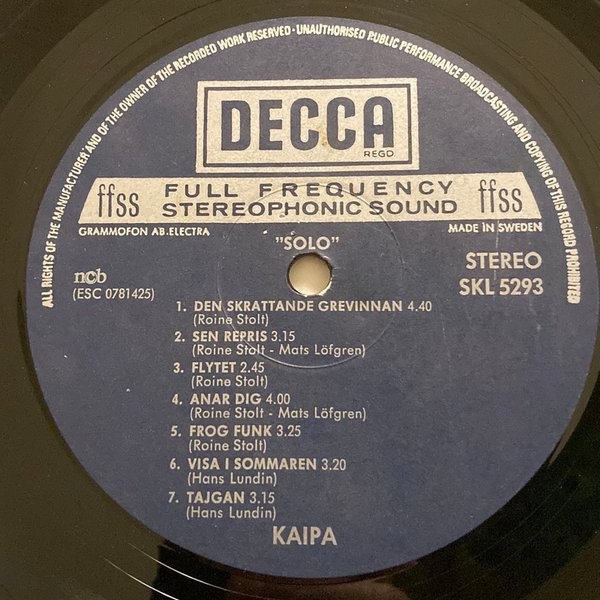 ALL RIGHTS OF THE MANUFACTURER AND OF THE OWNER OF THE RECORDED WORK RESERVED - UNAUTHORISED PUBLIC PERFORMANCE BROADCASTING AND COPYING OF THIS RECORD PROHIBITED
DECCA
REGD
ffss FULL FREQUENCY STEREOPHONIC SOUND ffss
GRAMMOFON AB. ELECTRA MADE IN SWEDEN
"SOLO"
ncb STEREO
(ESC 0781425) SKL 5293
1. DEN SKRATTANDE GREVINNAN 4.40
(Roine Stolt)
2. SEN REPRIS 3.15
(Roine Stolt - Mats Löfgren)
3. FLYTET 2.45
(Roine Stolt)
4. ANAR DIG 4.00
(Roine Stolt - Mats Löfgren)
5. FROG FUNK 3.25
(Roine Stolt)
6. VISA I SOMMAREN 3.20
(Hans Lundin)
7. TAJGAN 3.15
(Hans Lundin)
KAIPA